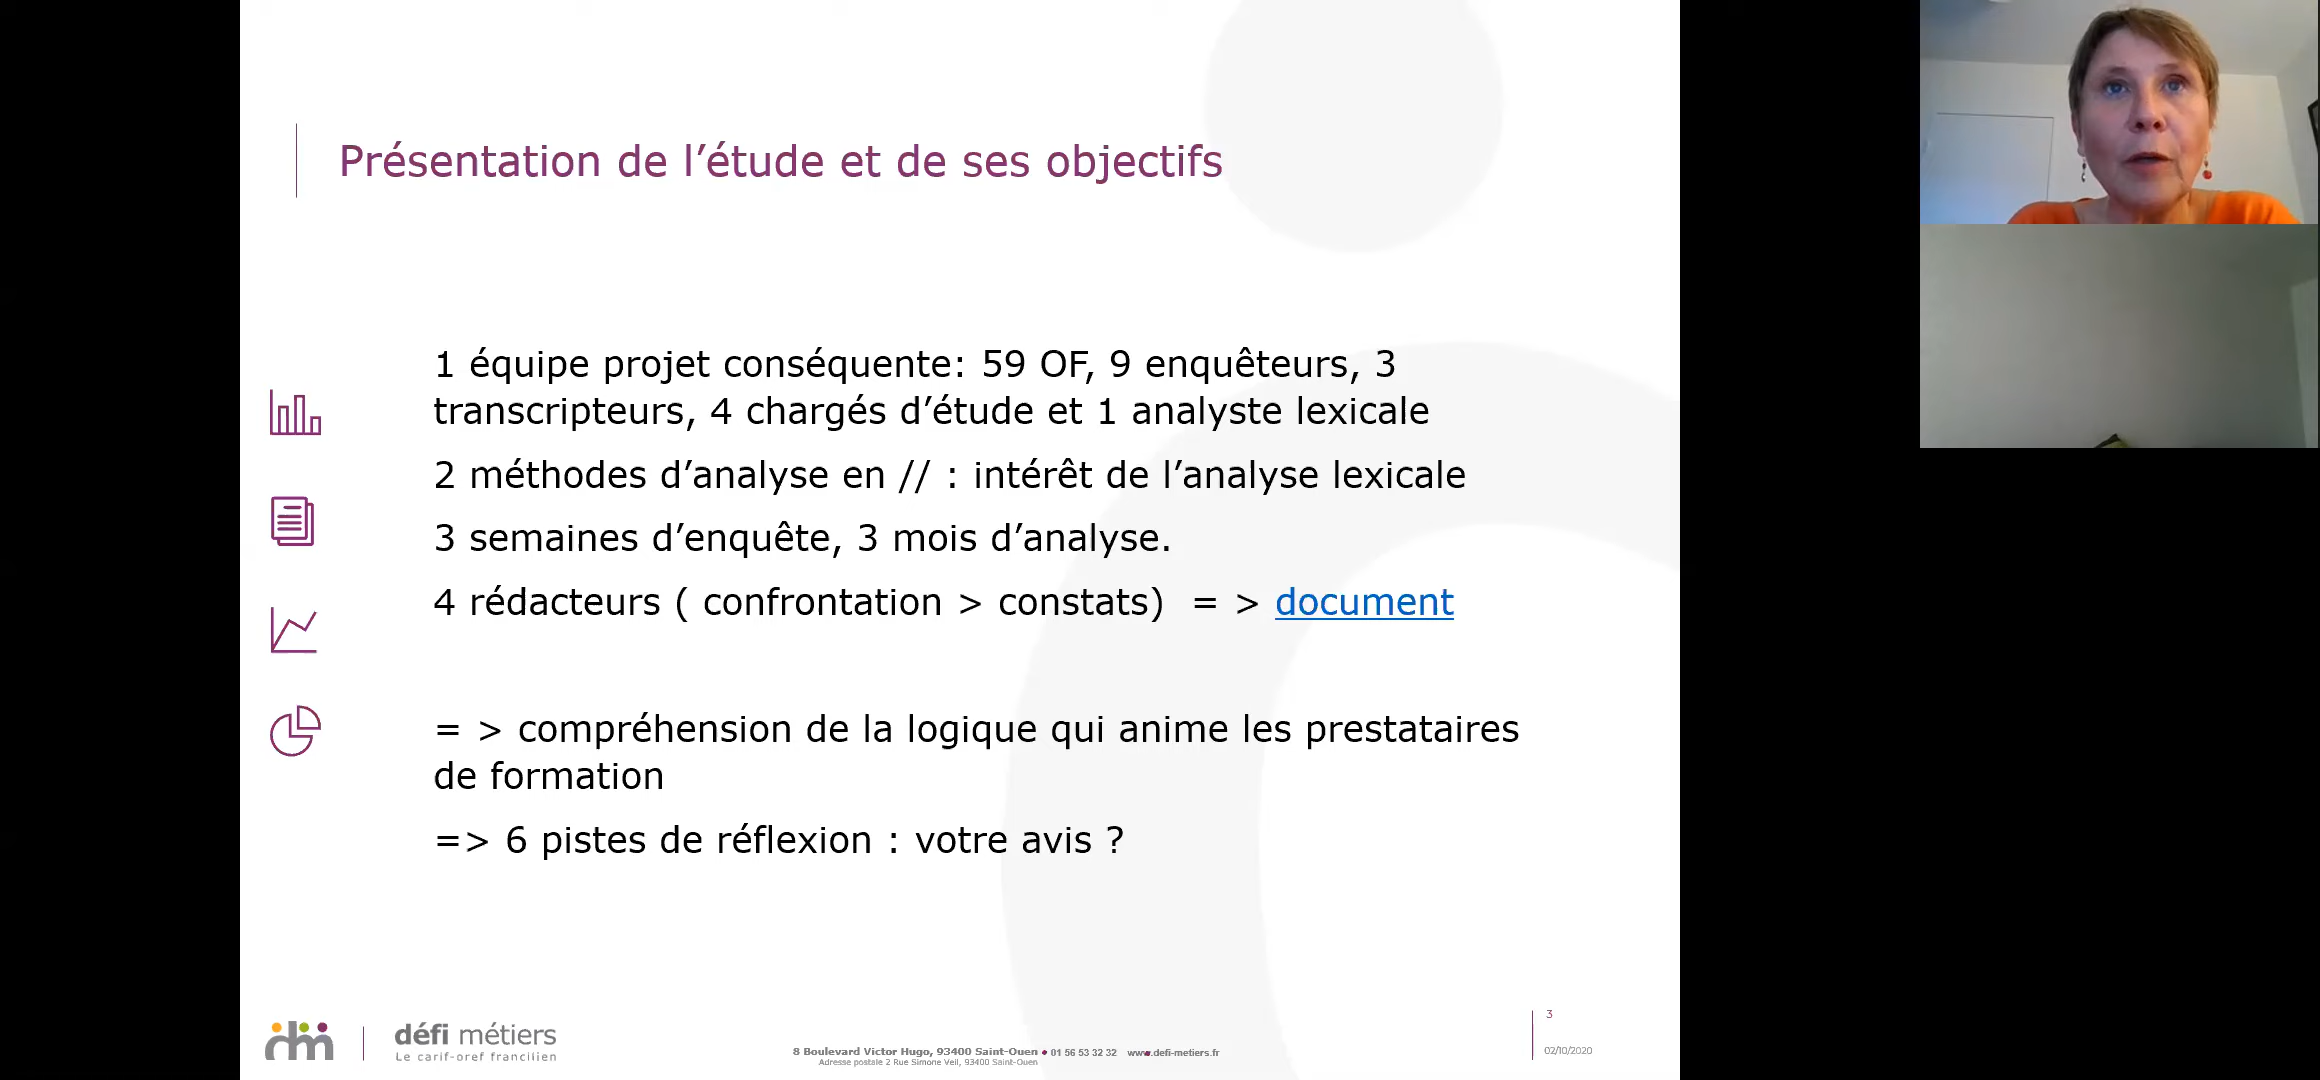 Présentation de l’étude et de ses objectifs
1 équipe projet conséquente: 59 OF, 9 enquêteurs, 3
transcripteurs, 4 chargés d’étude et 1 analyste lexicale
2 méthodes d’analyse en // : intérêt de l’analyse lexicale
3 semaines d’enquête, 3 mois d’analyse.
4 rédacteurs ( confrontation > constats)  = > document
= > compréhension de la logique qui anime les prestataires
de formation
=> 6 pistes de réflexion : votre avis ?
dm
défi métiers
Le carif-oref francilien
8 Boulevard Victor Hugo, 93400 Saint-Ouen • 01 56 53 32 32 www.defi-metiers.fr
Adresse postale 2 Rue Simone Veil, 93400 Saint-Ouen
3
02/10/2020